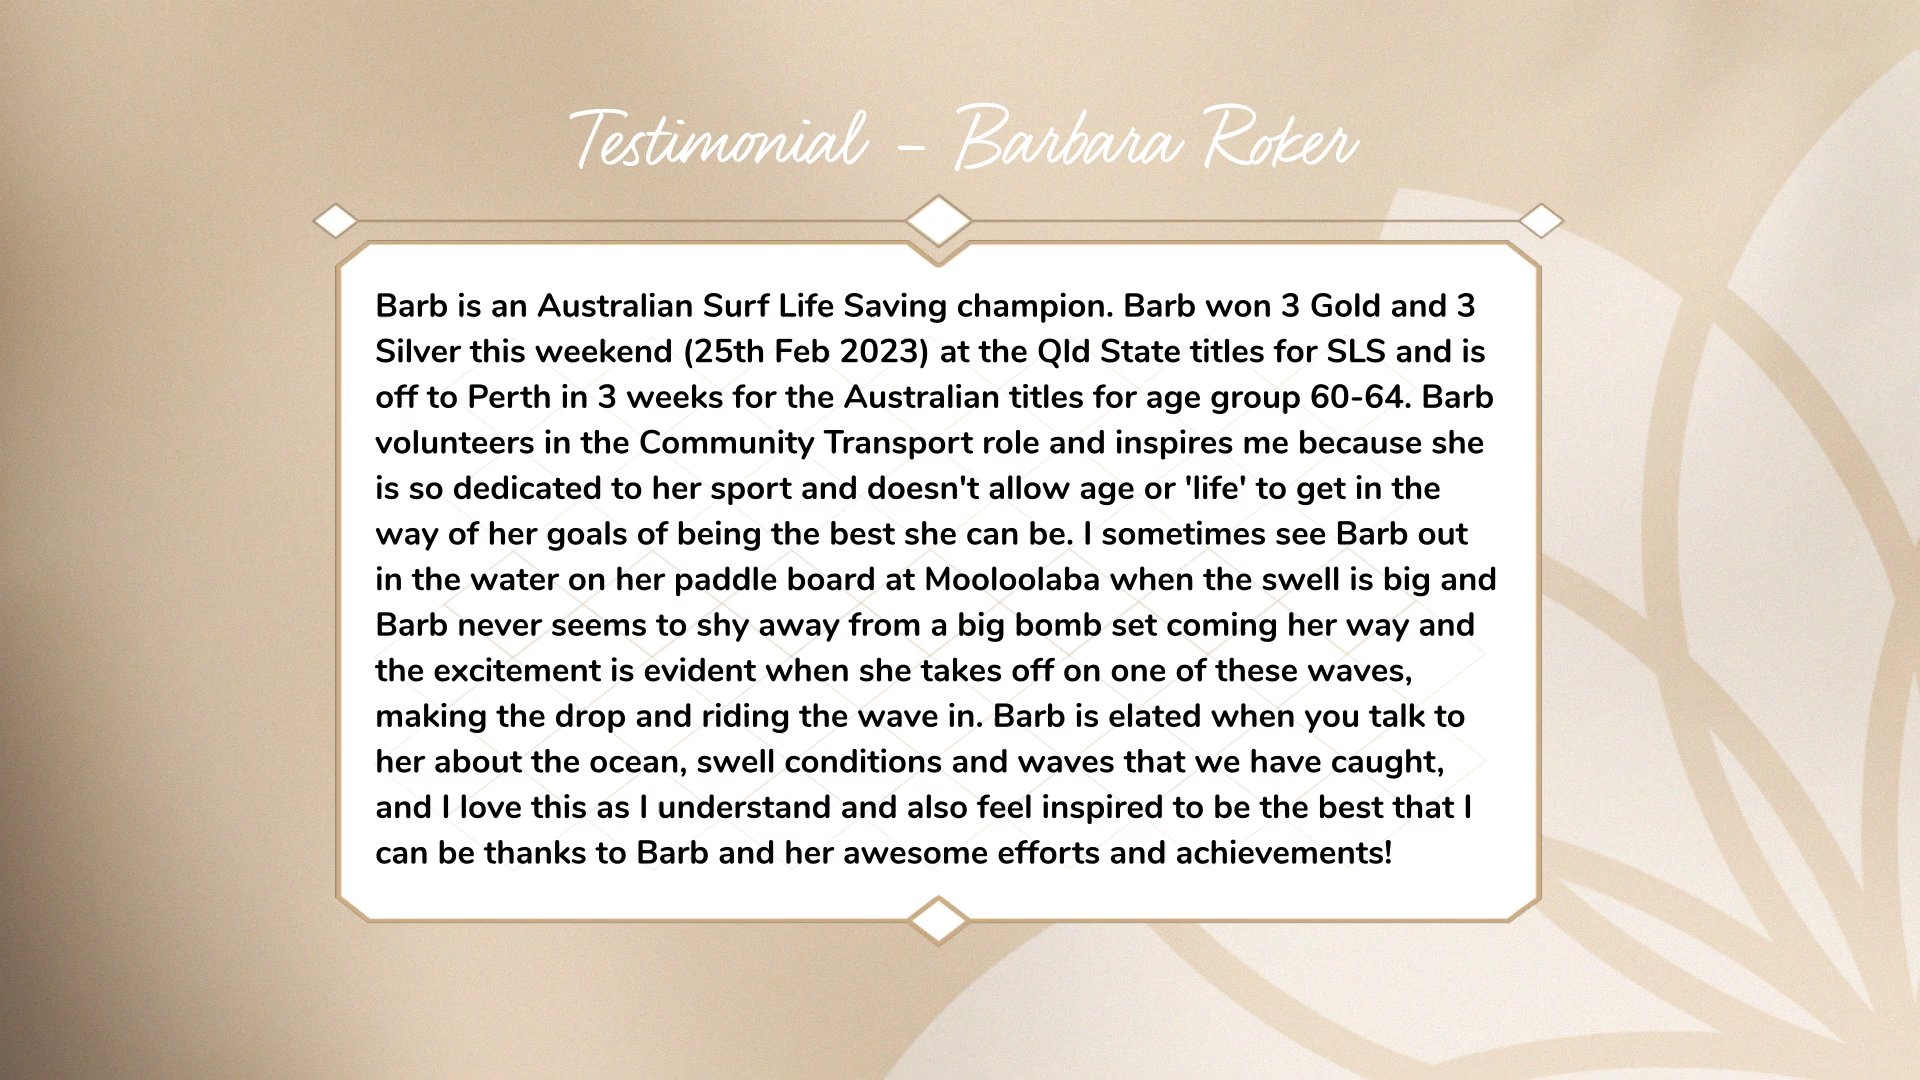 Testimonial - Barbara Roker
Barb is an Australian Surf Life Saving champion. Barb won 3 Gold and 3
Silver this weekend (25th Feb 2023) at the Qld State titles for SLS and is
off to Perth in 3 weeks for the Australian titles for age group 60-64. Barb
volunteers in the Community Transport role and inspires me because she
is so dedicated to her sport and doesn't allow age or 'life' to get in the
way of her goals of being the best she can be. I sometimes see Barb out
in the water on her paddle board at Mooloolaba when the swell is big and
Barb never seems to shy away from a big bomb set coming her way and
the excitement is evident when she takes off on one of these waves,
making the drop and riding the wave in. Barb is elated when you talk to
her about the ocean, swell conditions and waves that we have caught,
and I love this as I understand and also feel inspired to be the best that I
can be thanks to Barb and her awesome efforts and achievements!